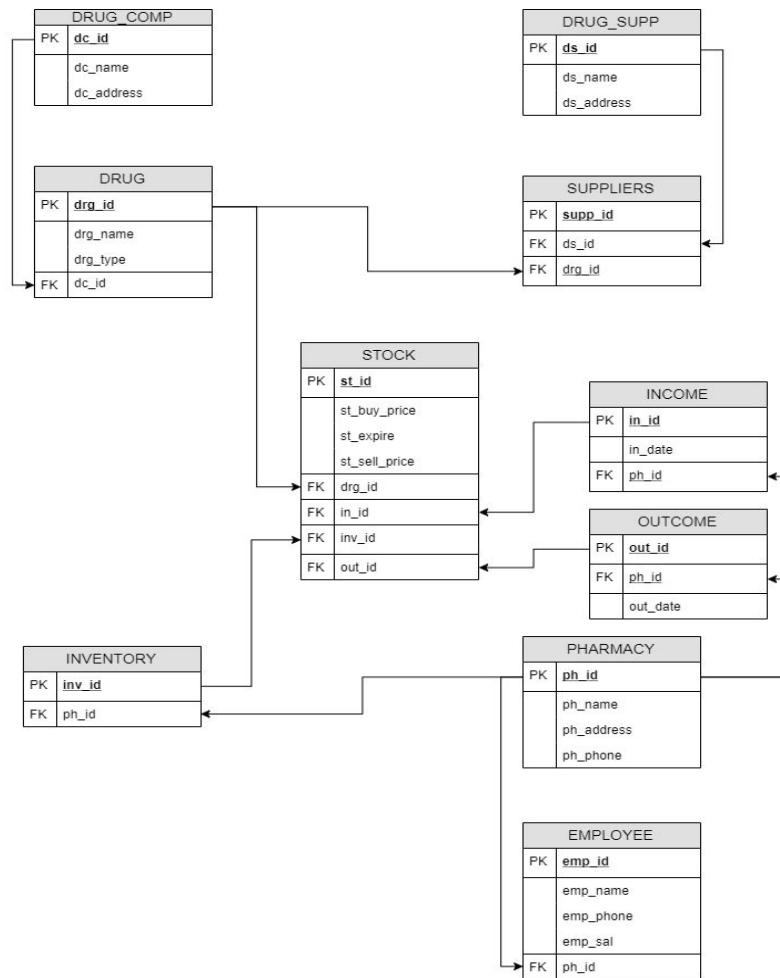 DRUG_COMP
PK dc_id
dc_name
dc_address
DRUG_SUPP
PK ds_id
ds_name
ds_address
DRUG
PK drg_id
drg_name
drg_type
FK dc_id
SUPPLIERS
PK supp_id
FK ds_id
FK drg_id
STOCK
PK st_id
st_buy_price
st_expire
st_sell_price
FK drg_id
FK in_id
FK inv_id
FK out_id
INCOME
PK in_id
in_date
FK ph_id
OUTCOME
PK out_id
FK ph_id
out_date
INVENTORY
PK inv_id
FK ph_id
PHARMACY
PK ph_id
ph_name
ph_address
ph_phone
EMPLOYEE
PK emp_id
emp_name
emp_phone
emp_sal
FK ph_id